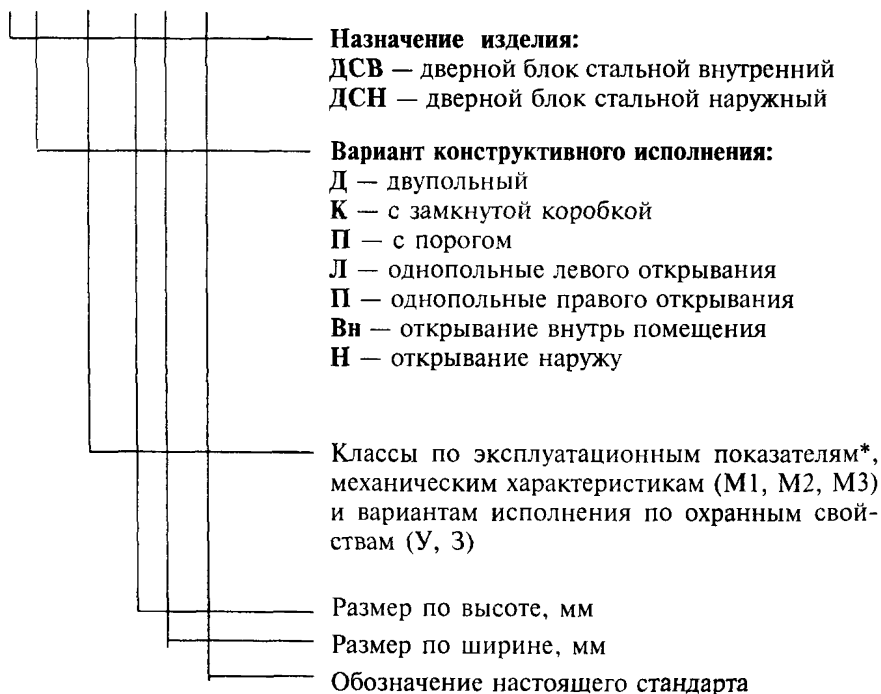 Назначение изделия:
ДСВ — дверной блок стальной внутренний
ДСН — дверной блок стальной наружный
Вариант конструктивного исполнения:
Д — двупольный
К — с замкнутой коробкой
П — с порогом
Л — однопольные левого открывания
П — однопольные правого открывания
Вн — открывание внутрь помещения
Н — открывание наружу
Классы по эксплуатационным показателям*,
механическим характеристикам (М1, М2, М3)
и вариантам исполнения по охранным свой-
ствам (У, З)
Размер по высоте, мм
Размер по ширине, мм
Обозначение настоящего стандарта